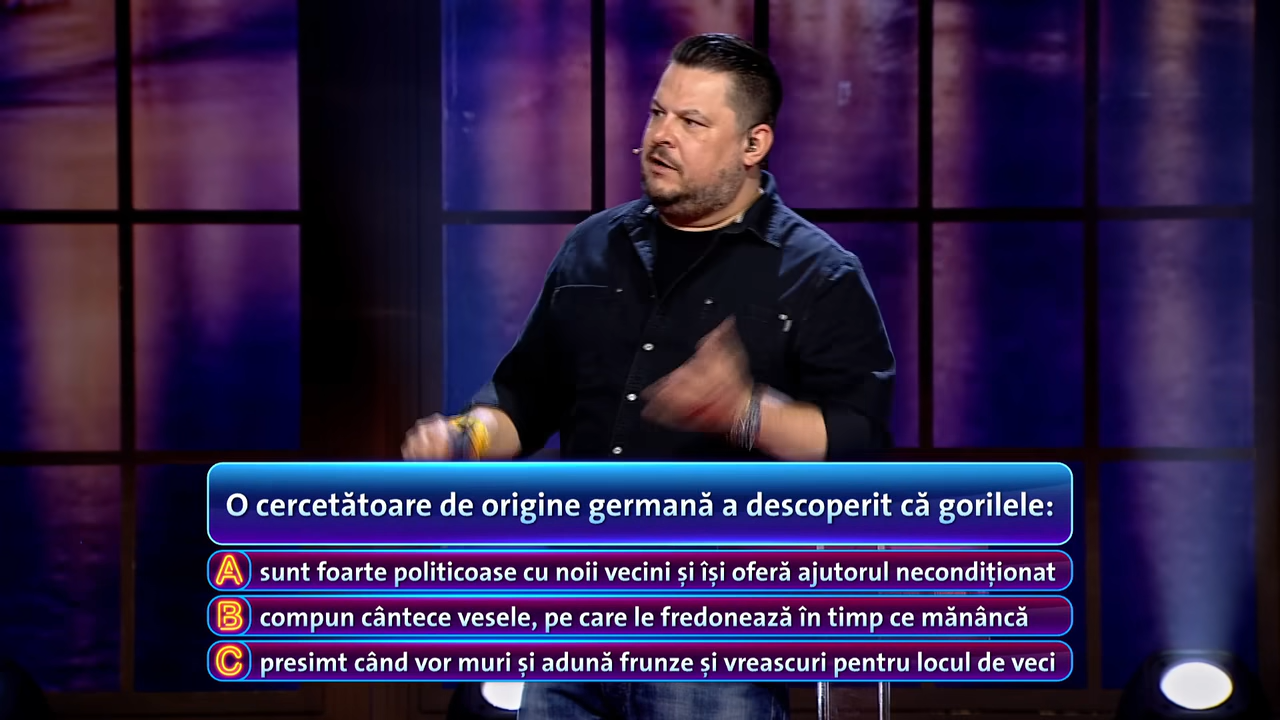 O cercetătoare de origine germană a descoperit că gorilele:
A sunt foarte politicoase cu noii vecini și își oferă ajutorul necondiționat
B compun cântece vesele, pe care le fredonează în timp ce mănâncă
C presimt când vor muri și adună frunze și vreascuri pentru locul de veci